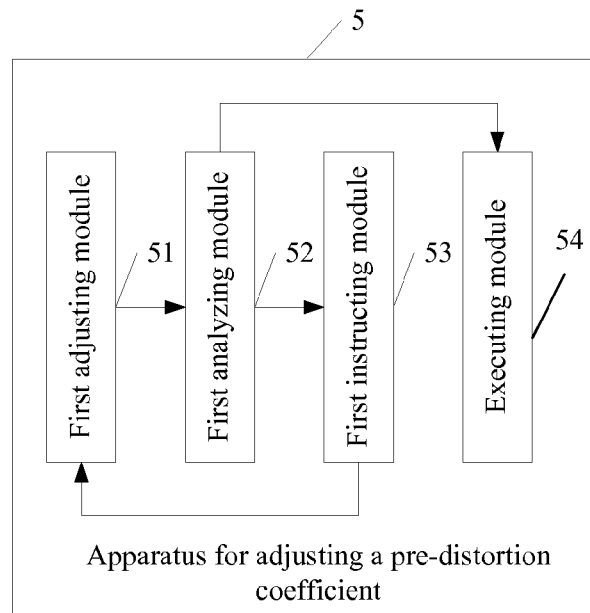 5
First adjusting module
51
First analyzing module
52
First instructing module
53
Executing module
54
Apparatus for adjusting a pre-distortion
coefficient